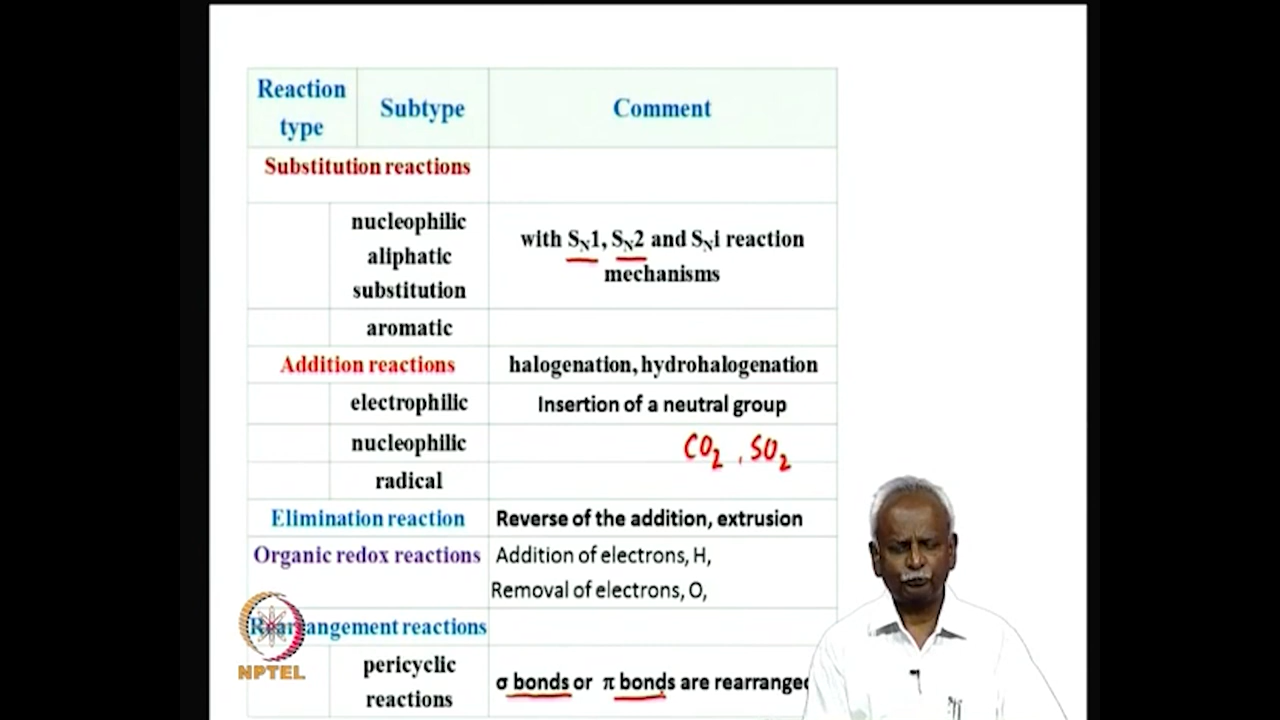 Reaction type
Subtype
Comment
Substitution reactions
nucleophilic
aliphatic
substitution
with SN1, SN2 and SNi reaction
mechanisms
aromatic
Addition reactions
halogenation, hydrohalogenation
electrophilic
Insertion of a neutral group
nucleophilic
CO2, SO2
radical
Elimination reaction
Reverse of the addition, extrusion
Organic redox reactions
Addition of electrons, H,
Removal of electrons, O,
Rearrangement reactions
NPTEL
pericyclic
reactions
σ bonds or π bonds are rearranged